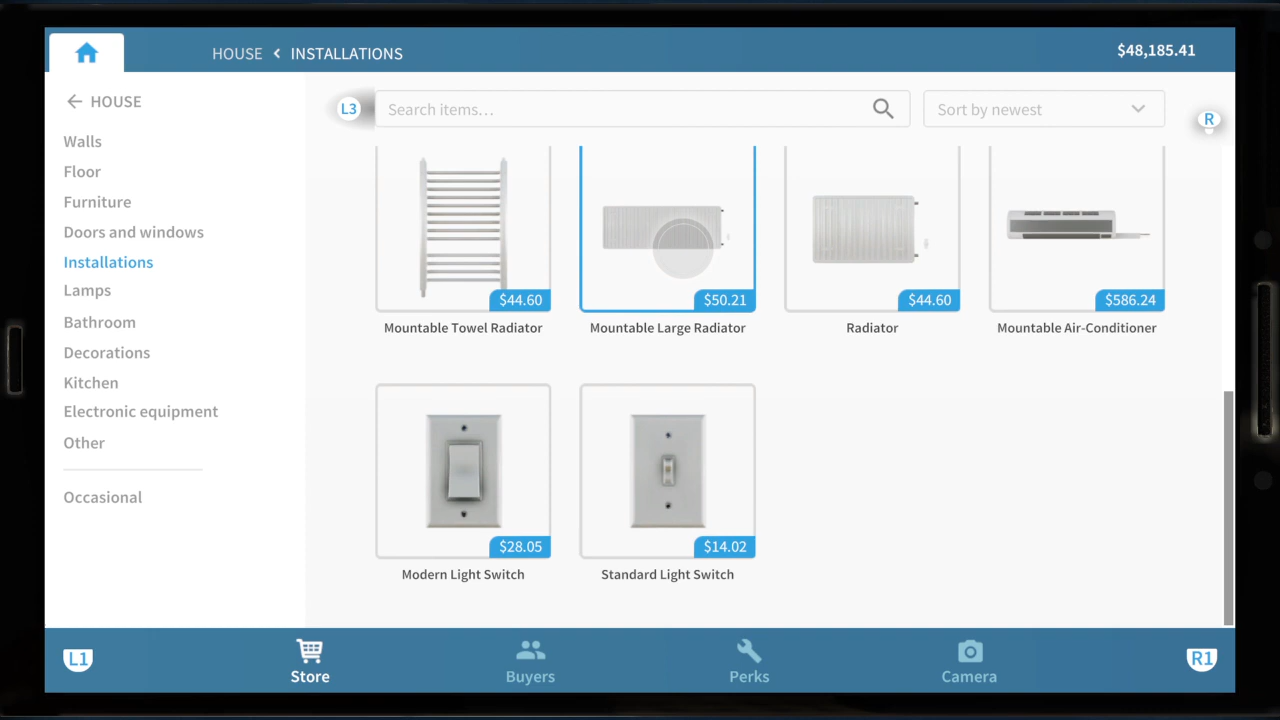 HOUSE < INSTALLATIONS
$48,185.41
← HOUSE
Walls
Floor
Furniture
Doors and windows
Installations
Lamps
Bathroom
Decorations
Kitchen
Electronic equipment
Other
Occasional
L3
Search items...
Sort by newest
R
$44.60
$50.21
$44.60
$586.24
Mountable Towel Radiator
Mountable Large Radiator
Radiator
Mountable Air-Conditioner
$28.05
$14.02
Modern Light Switch
Standard Light Switch
L1
Store
Buyers
Perks
Camera
R1